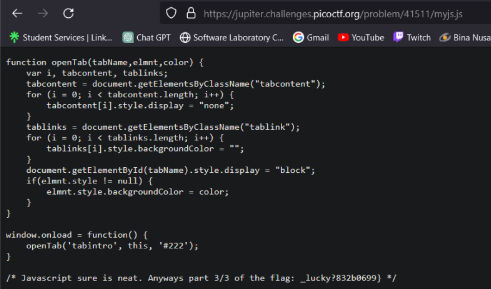 https://jupiter.challenges.picoctf.org/problem/41511/myjs.js
Student Services | Link... Chat GPT Software Laboratory C... Gmail YouTube Twitch Bina Nusa
function openTab(tabName,elmnt,color) {
    var i, tabcontent, tablinks;
    tabcontent = document.getElementsByClassName("tabcontent");
    for (i = 0; i < tabcontent.length; i++) {
        tabcontent[i].style.display = "none";
    }
    tablinks = document.getElementsByClassName("tablink");
    for (i = 0; i < tablinks.length; i++) {
        tablinks[i].style.backgroundColor = "";
    }
    document.getElementById(tabName).style.display = "block";
    if(elmnt.style != null) {
        elmnt.style.backgroundColor = color;
    }
}
window.onload = function() {
    openTab('tabintro', this, '#222');
}
/* Javascript sure is neat. Anyways part 3/3 of the flag: _lucky?832b0699} */